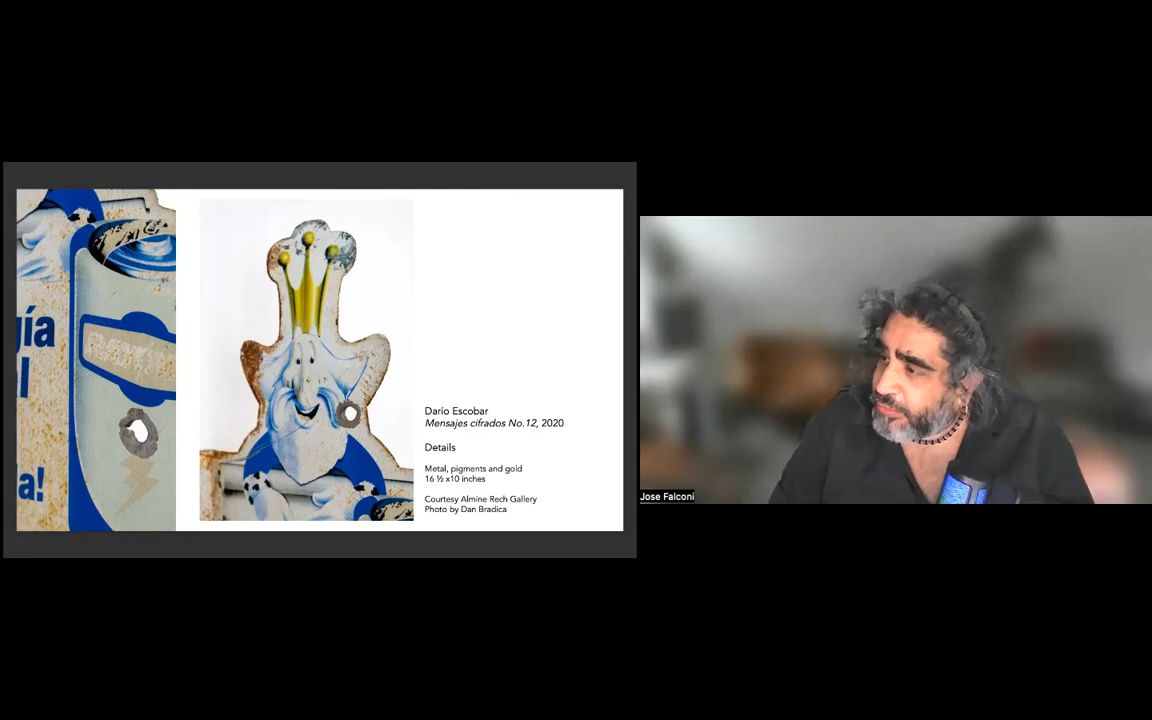 ía
l
a!
Darío Escobar
Mensajes cifrados No.12, 2020
Details
Metal, pigments and gold
16 ½ x10 inches
Courtesy Almine Rech Gallery
Photo by Dan Bradica
Jose Falconi